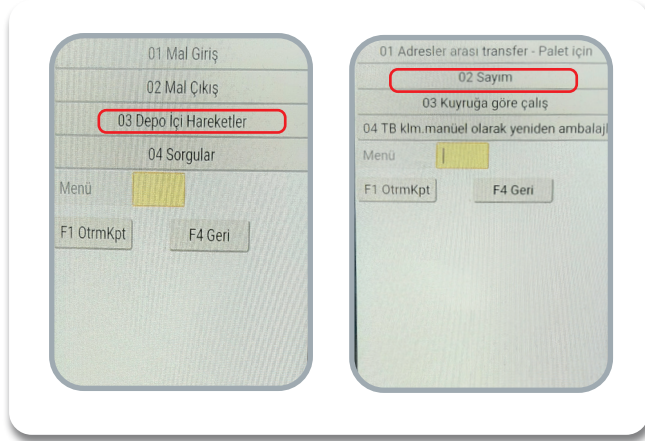 01 Mal Giriş
02 Mal Çıkış
03 Depo İçi Hareketler
04 Sorgular
Menü
F1 OtrmKpt
F4 Geri
01 Adresler arası transfer - Palet için
02 Sayım
03 Kuyruğa göre çalış
04 TB klm.manüel olarak yeniden ambalajl
Menü
F1 OtrmKpt
F4 Geri